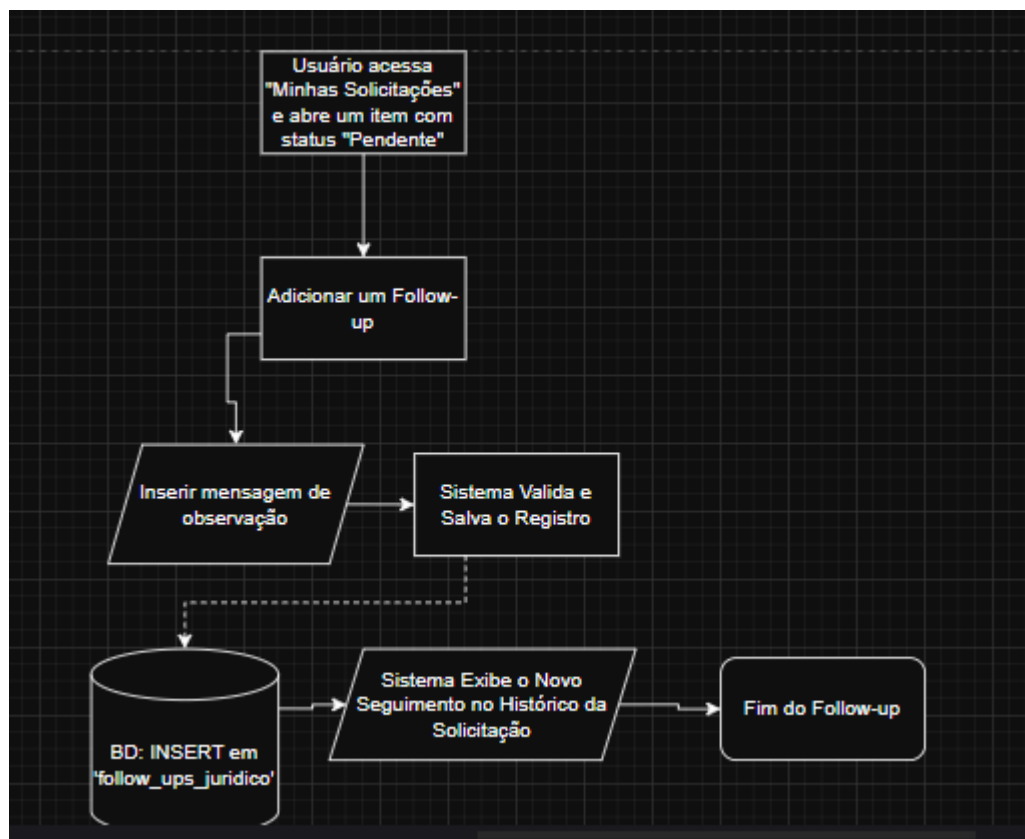 Usuário acessa
"Minhas Solicitações"
e abre um item com
status "Pendente"
Adicionar um Follow-
up
Inserir mensagem de
observação
Sistema Valida e
Salva o Registro
BD: INSERT em
'follow_ups_juridico'
Sistema Exibe o Novo
Seguimento no Histórico da
Solicitação
Fim do Follow-up